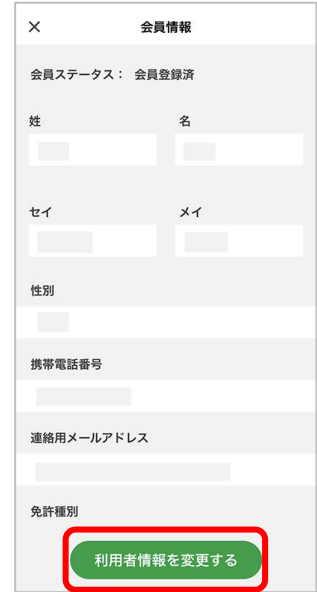 × 会員情報
会員ステータス： 会員登録済
姓 名
セイ メイ
性別
携帯電話番号
連絡用メールアドレス
免許種別
利用者情報を変更する